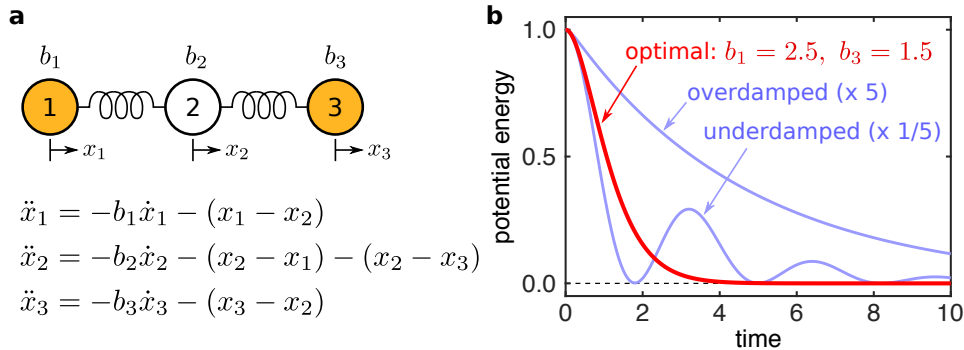 a
b₁ b₂ b₃
1 2 3
x₁ x₂ x₃
ẍ₁ = −b₁ẋ₁ − (x₁ − x₂)
ẍ₂ = −b₂ẋ₂ − (x₂ − x₁) − (x₂ − x₃)
ẍ₃ = −b₃ẋ₃ − (x₃ − x₂)
b
potential energy
1.0
0.5
0.0
optimal: b₁ = 2.5, b₃ = 1.5
overdamped (x 5)
underdamped (x 1/5)
0 2 4 6 8 10
time